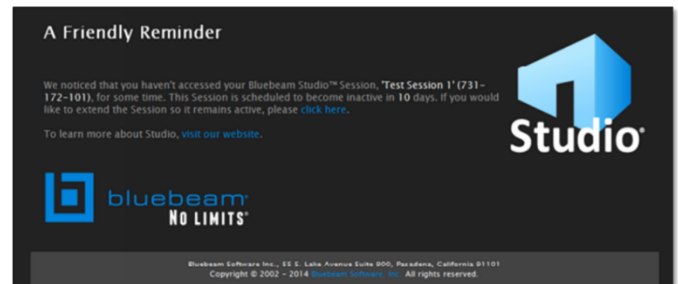 A Friendly Reminder
We noticed that you haven't accessed your Bluebeam Studio™ Session, 'Test Session 1' (731-
172-101), for some time. This Session is scheduled to become inactive in 10 days. If you would
like to extend the Session so it remains active, please click here.
To learn more about Studio, visit our website.
Studio®
bluebeam®
NO LIMITS®
Bluebeam Software Inc., 55 S. Lake Avenue Suite 900, Pasadena, California 91101
Copyright © 2002 - 2014 Bluebeam Software, Inc. All rights reserved.